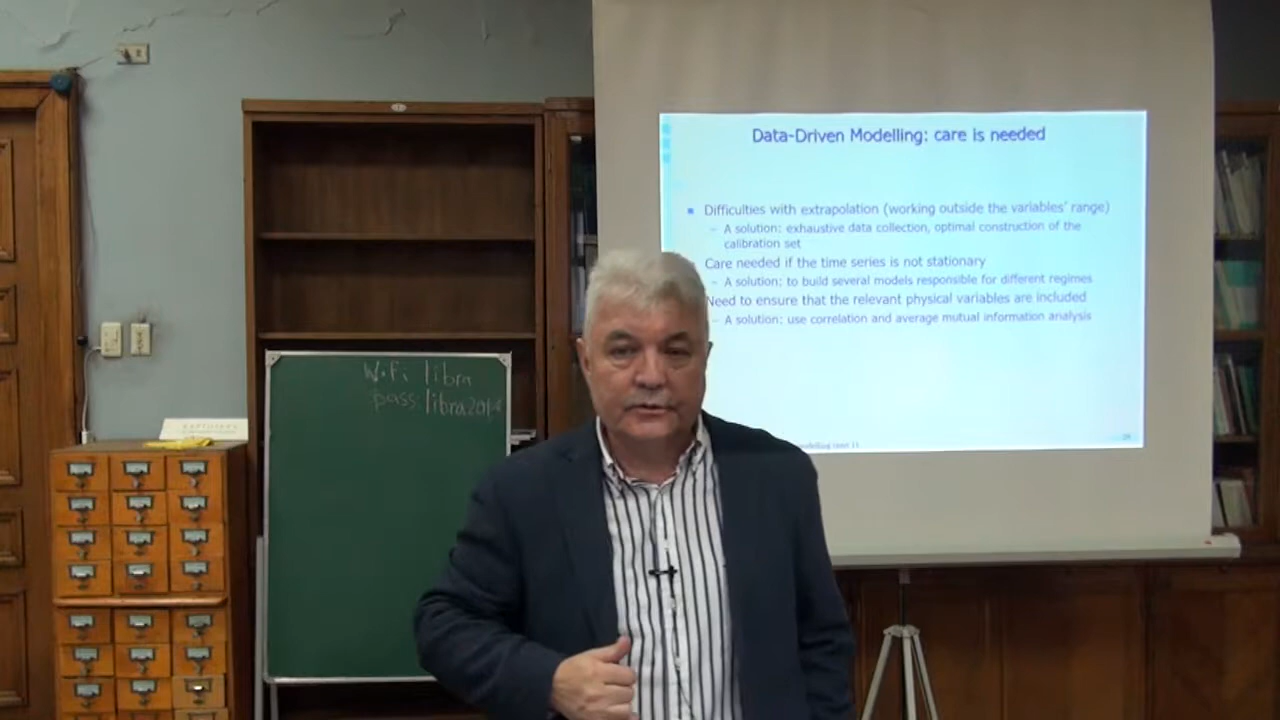 Data-Driven Modelling: care is needed
Difficulties with extrapolation (working outside the variables' range)
– A solution: exhaustive data collection, optimal construction of the
calibration set
Care needed if the time series is not stationary
– A solution: to build several models responsible for different regimes
Need to ensure that the relevant physical variables are included
– A solution: use correlation and average mutual information analysis
Wifi libra
pass: libra2014